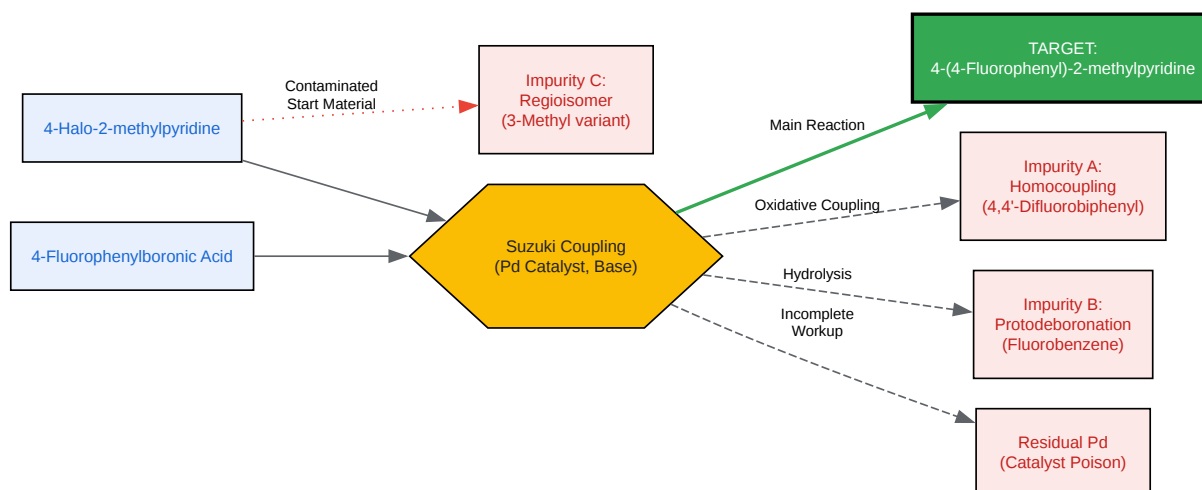 4-Halo-2-methylpyridine
4-Fluorophenylboronic Acid
Contaminated
Start Material
Impurity C:
Regioisomer
(3-Methyl variant)
Suzuki Coupling
(Pd Catalyst, Base)
Main Reaction
TARGET:
4-(4-Fluorophenyl)-2-methylpyridine
Oxidative Coupling
Impurity A:
Homocoupling
(4,4'-Difluorobiphenyl)
Hydrolysis
Impurity B:
Protodeboronation
(Fluorobenzene)
Incomplete
Workup
Residual Pd
(Catalyst Poison)